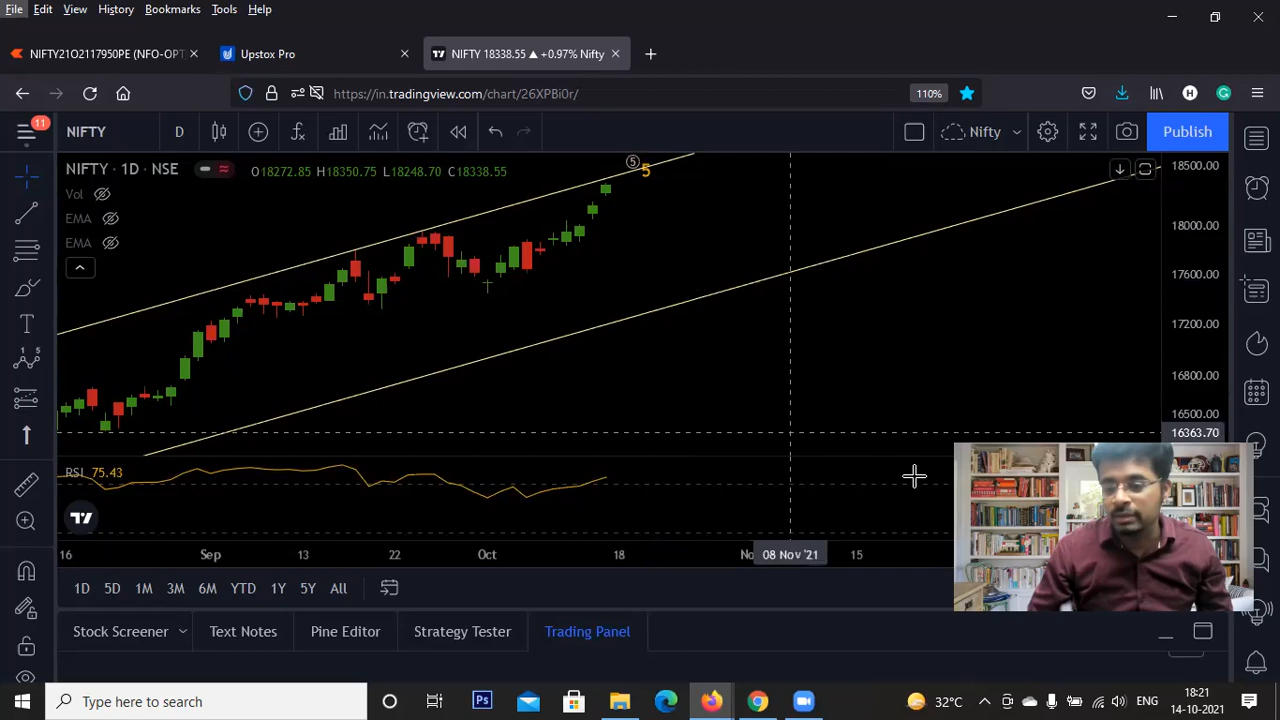 File Edit View History Bookmarks Tools Help
NIFTY21O2117950PE (NFO-OPT
Upstox Pro
NIFTY 18338.55 ▲ +0.97% Nifty
https://in.tradingview.com/chart/26XPBi0r/
110%
11
NIFTY
D
Nifty
Publish
NIFTY · 1D · NSE
O18272.85 H18350.75 L18248.70 C18338.55
Vol
EMA
EMA
5
5
18500.00
18000.00
17600.00
17200.00
16800.00
16500.00
16363.70
RSI 75.43
16 Sep 13 22 Oct 18 08 Nov '21 15
1D 5D 1M 3M 6M YTD 1Y 5Y All
Stock Screener Text Notes Pine Editor Strategy Tester Trading Panel
Type here to search
32°C
ENG
18:21
14-10-2021